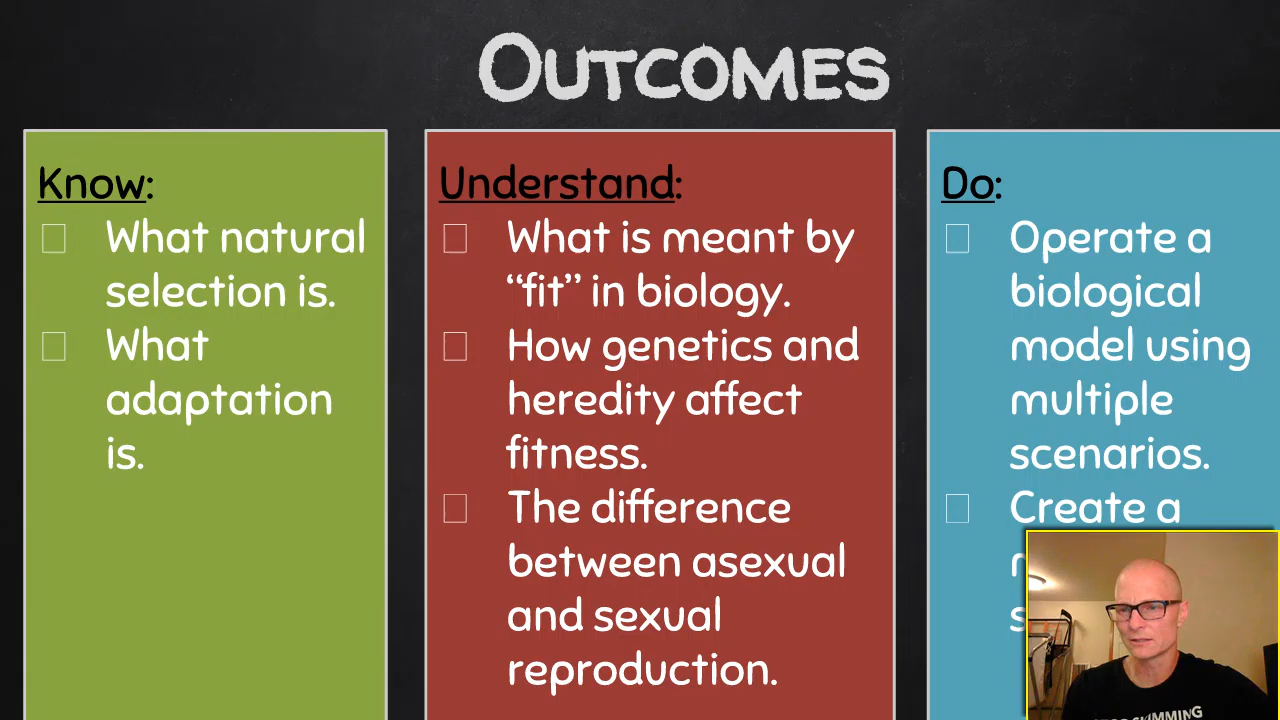 Outcomes
Know:
What natural
selection is.
What
adaptation
is.
Understand:
What is meant by
“fit” in biology.
How genetics and
heredity affect
fitness.
The difference
between asexual
and sexual
reproduction.
Do:
Operate a
biological
model using
multiple
scenarios.
Create a